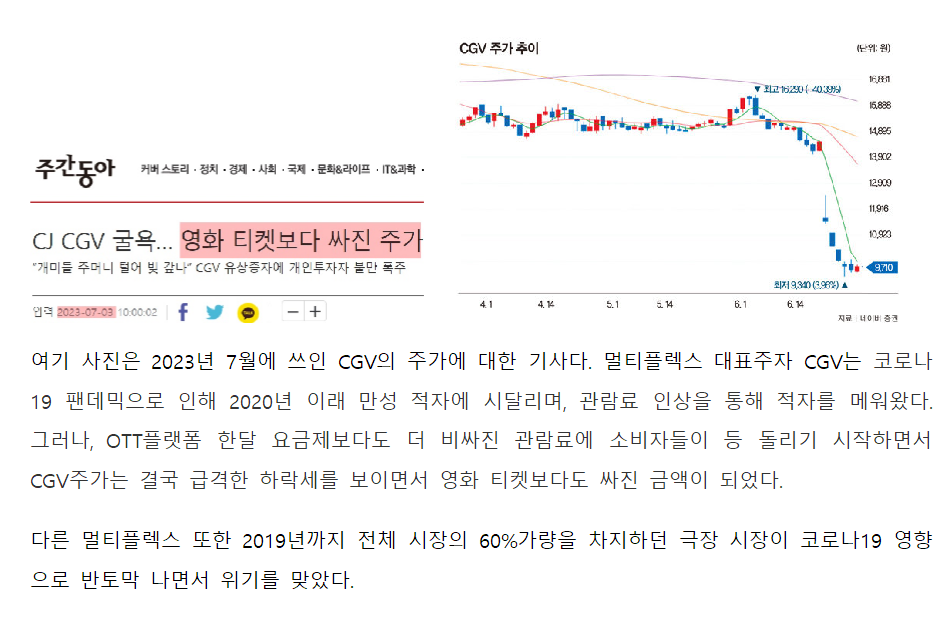 주간동아
커버 스토리 · 정치 · 경제 · 사회 · 국제 · 문화&라이프 · IT&과학 ·
CJ CGV 굴욕... 영화 티켓보다 싸진 주가
“개미들 주머니 털어 빚 갚나” CGV 유상증자에 개인투자자 불만 폭주
입력 2023-07-03 10:00:02
CGV 주가 추이
(단위: 원)
▼ 최고 16,290 (-40.39%)
16,881
15,888
14,895
13,902
12,909
11,916
10,923
9,710
최저 9,340 (3.96%) ▲
4. 1 4. 14 5. 1 5. 14 6. 1 6. 14
자료 | 네이버 증권
여기 사진은 2023년 7월에 쓰인 CGV의 주가에 대한 기사다. 멀티플렉스 대표주자 CGV는 코로나
19 팬데믹으로 인해 2020년 이래 만성 적자에 시달리며, 관람료 인상을 통해 적자를 메워왔다.
그러나, OTT플랫폼 한달 요금제보다도 더 비싸진 관람료에 소비자들이 등 돌리기 시작하면서
CGV주가는 결국 급격한 하락세를 보이면서 영화 티켓보다도 싸진 금액이 되었다.
다른 멀티플렉스 또한 2019년까지 전체 시장의 60%가량을 차지하던 극장 시장이 코로나19 영향
으로 반토막 나면서 위기를 맞았다.